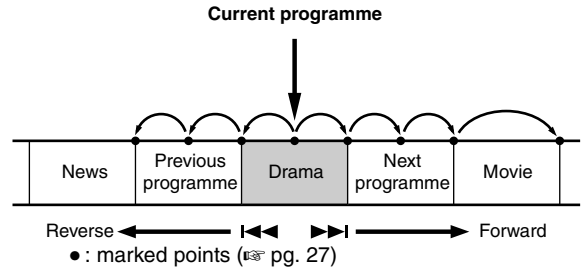 Current programme
News
Previous
programme
Drama
Next
programme
Movie
Reverse
Forward
● : marked points (☞ pg. 27)